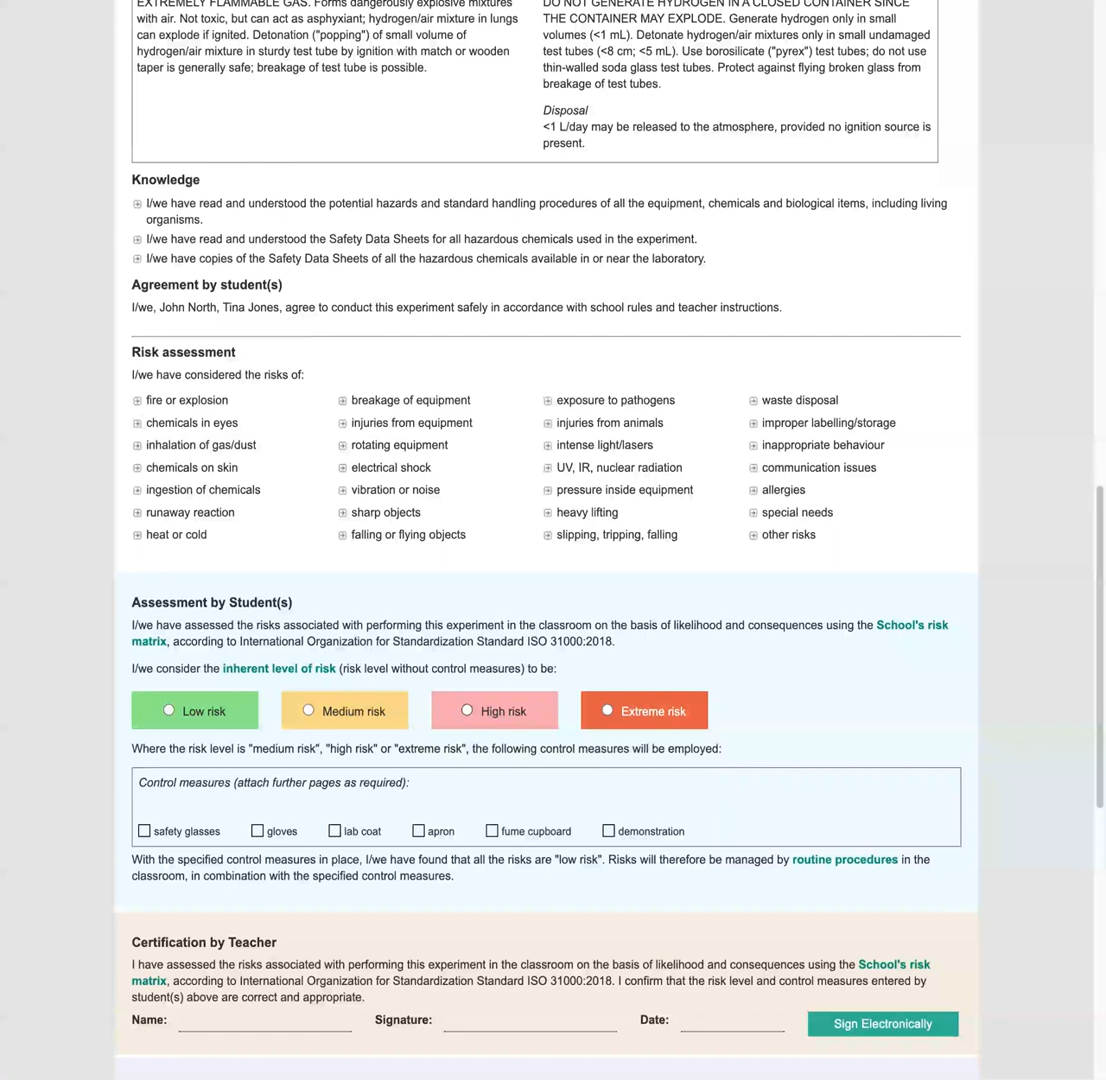 EXTREMELY FLAMMABLE GAS. Forms dangerously explosive mixtures
with air. Not toxic, but can act as asphyxiant; hydrogen/air mixture in lungs
can explode if ignited. Detonation ("popping") of small volume of
hydrogen/air mixture in sturdy test tube by ignition with match or wooden
taper is generally safe; breakage of test tube is possible.
DO NOT GENERATE HYDROGEN IN A CLOSED CONTAINER SINCE
THE CONTAINER MAY EXPLODE. Generate hydrogen only in small
volumes (<1 mL). Detonate hydrogen/air mixtures only in small undamaged
test tubes (<8 cm; <5 mL). Use borosilicate ("pyrex") test tubes; do not use
thin-walled soda glass test tubes. Protect against flying broken glass from
breakage of test tubes.
Disposal
<1 L/day may be released to the atmosphere, provided no ignition source is
present.
Knowledge
I/we have read and understood the potential hazards and standard handling procedures of all the equipment, chemicals and biological items, including living
organisms.
I/we have read and understood the Safety Data Sheets for all hazardous chemicals used in the experiment.
I/we have copies of the Safety Data Sheets of all the hazardous chemicals available in or near the laboratory.
Agreement by student(s)
I/we, John North, Tina Jones, agree to conduct this experiment safely in accordance with school rules and teacher instructions.
Risk assessment
I/we have considered the risks of:
fire or explosion breakage of equipment exposure to pathogens waste disposal
chemicals in eyes injuries from equipment injuries from animals improper labelling/storage
inhalation of gas/dust rotating equipment intense light/lasers inappropriate behaviour
chemicals on skin electrical shock UV, IR, nuclear radiation communication issues
ingestion of chemicals vibration or noise pressure inside equipment allergies
runaway reaction sharp objects heavy lifting special needs
heat or cold falling or flying objects slipping, tripping, falling other risks
Assessment by Student(s)
I/we have assessed the risks associated with performing this experiment in the classroom on the basis of likelihood and consequences using the School's risk
matrix, according to International Organization for Standardization Standard ISO 31000:2018.
I/we consider the inherent level of risk (risk level without control measures) to be:
Low risk Medium risk High risk Extreme risk
Where the risk level is "medium risk", "high risk" or "extreme risk", the following control measures will be employed:
Control measures (attach further pages as required):
safety glasses gloves lab coat apron fume cupboard demonstration
With the specified control measures in place, I/we have found that all the risks are "low risk". Risks will therefore be managed by routine procedures in the
classroom, in combination with the specified control measures.
Certification by Teacher
I have assessed the risks associated with performing this experiment in the classroom on the basis of likelihood and consequences using the School's risk
matrix, according to International Organization for Standardization Standard ISO 31000:2018. I confirm that the risk level and control measures entered by
student(s) above are correct and appropriate.
Name: Signature: Date: Sign Electronically